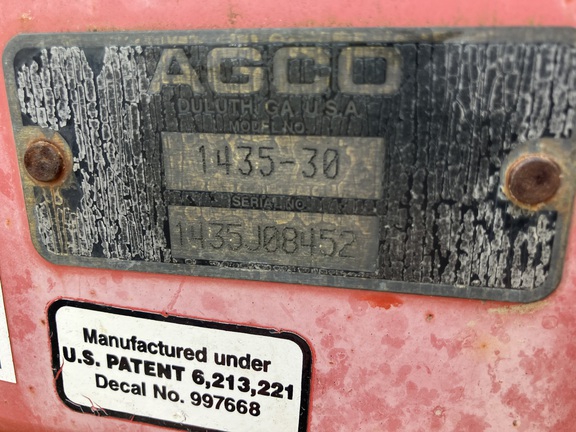 AGCO
DULUTH, GA. U.S.A.
MODEL NO.
1435-30
SERIAL NO.
1435J08452
Manufactured under
U.S. PATENT 6,213,221
Decal No. 997668